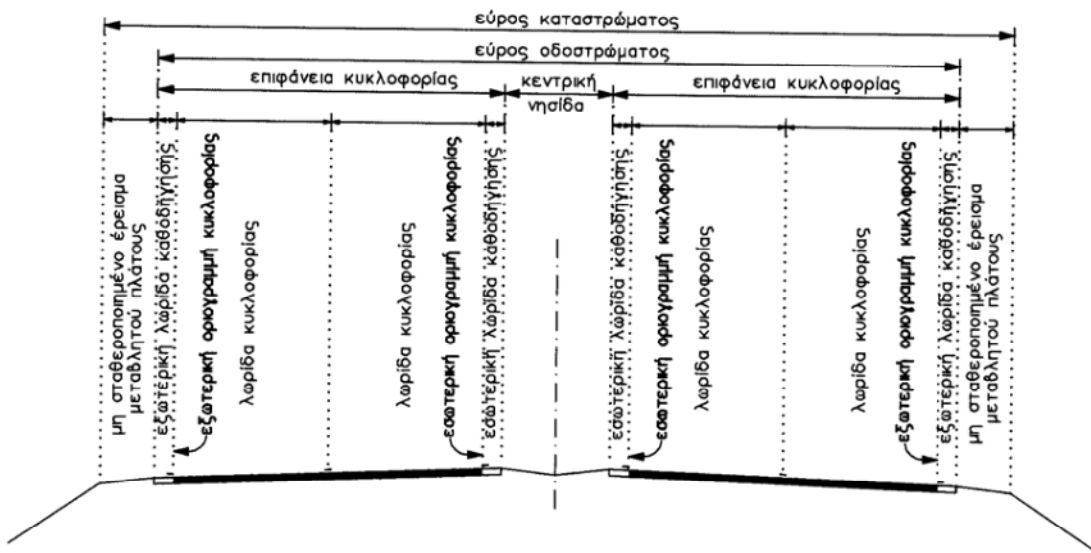 εύρος καταστρώματος
εύρος οδοστρώματος
επιφάνεια κυκλοφορίας
κεντρική
νησίδα
επιφάνεια κυκλοφορίας
μη σταθεροποιημένο έρεισμα
μεταβλητού πλάτους
εξωτερική λωρίδα καθοδήγησης
εξωτερική οριογραμμή κυκλοφορίας
λωρίδα κυκλοφορίας
λωρίδα κυκλοφορίας
εσωτερική οριογραμμή κυκλοφορίας
εσωτερική λωρίδα καθοδήγησής
εσωτερική λωρίδα καθοδήγησης
εσωτερική οριογραμμή κυκλοφορίας
λωρίδα κυκλοφορίας
λωρίδα κυκλοφορίας
εξωτερική οριογραμμή κυκλοφορίας
εξωτερική λωρίδα καθοδήγησης
μη σταθεροποιημένο έρεισμα
μεταβλητού πλάτους